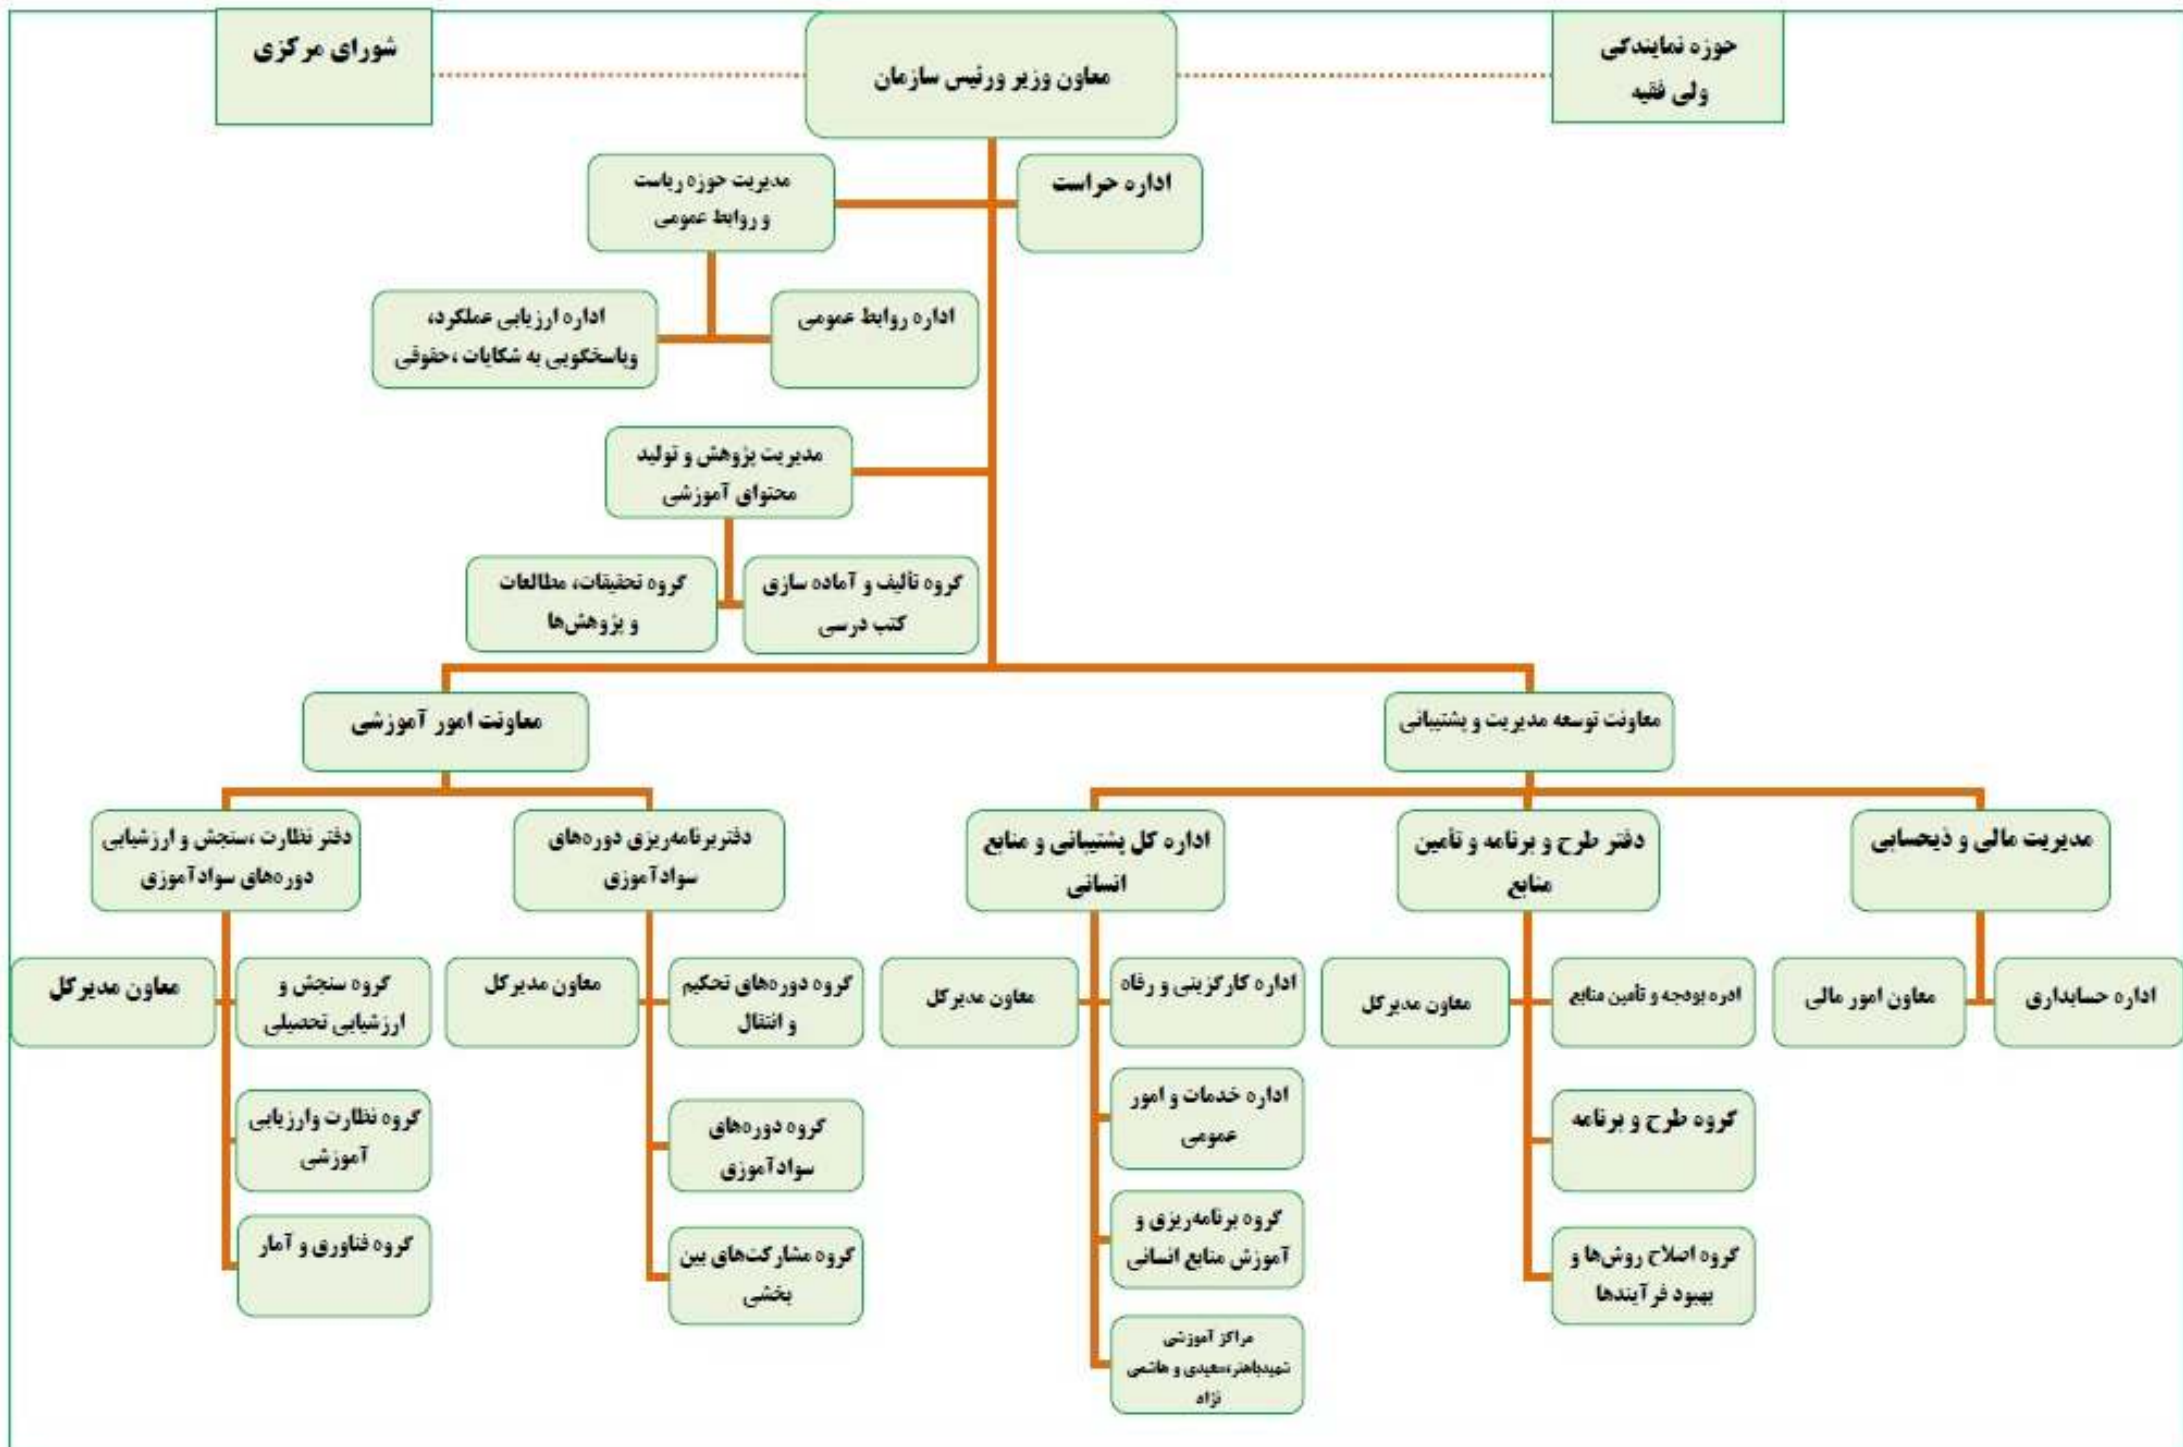 حوزه نمایندگی
ولی فقیه
معاون وزیر ورئیس سازمان
شورای مرکزی
اداره حراست
مدیریت حوزه ریاست
و روابط عمومی
اداره روابط عمومی
اداره ارزیابی عملکرد،
وپاسخگویی به شکایات ،حقوقی
مدیریت پژوهش و تولید
محتوای آموزشی
گروه تألیف و آماده سازی
کتب درسی
گروه تحقیقات، مطالعات
و پژوهش‌ها
معاونت توسعه مدیریت و پشتیبانی
معاونت امور آموزشی
مدیریت مالی و ذیحسابی
دفتر طرح و برنامه و تأمین
منابع
اداره کل پشتیبانی و منابع
انسانی
دفتربرنامه‌ریزی دوره‌های
سوادآموزی
دفتر نظارت ،سنجش و ارزشیابی
دوره‌های سوادآموزی
اداره حسابداری
معاون امور مالی
ادره بودجه و تأمین منابع
معاون مدیرکل
اداره کارگزینی و رفاه
معاون مدیرکل
گروه دوره‌های تحکیم
و انتقال
معاون مدیرکل
گروه سنجش و
ارزشیابی تحصیلی
معاون مدیرکل
گروه طرح و برنامه
اداره خدمات و امور
عمومی
گروه دوره‌های
سوادآموزی
گروه نظارت وارزیابی
آموزشی
گروه اصلاح روش‌ها و
بهبود فرآیندها
گروه برنامه‌ریزی و
آموزش منابع انسانی
گروه مشارکت‌های بین
بخشی
گروه فناوری و آمار
مراکز آموزشی
شهیدباهنر،سعیدی و هاشمی
نژاد